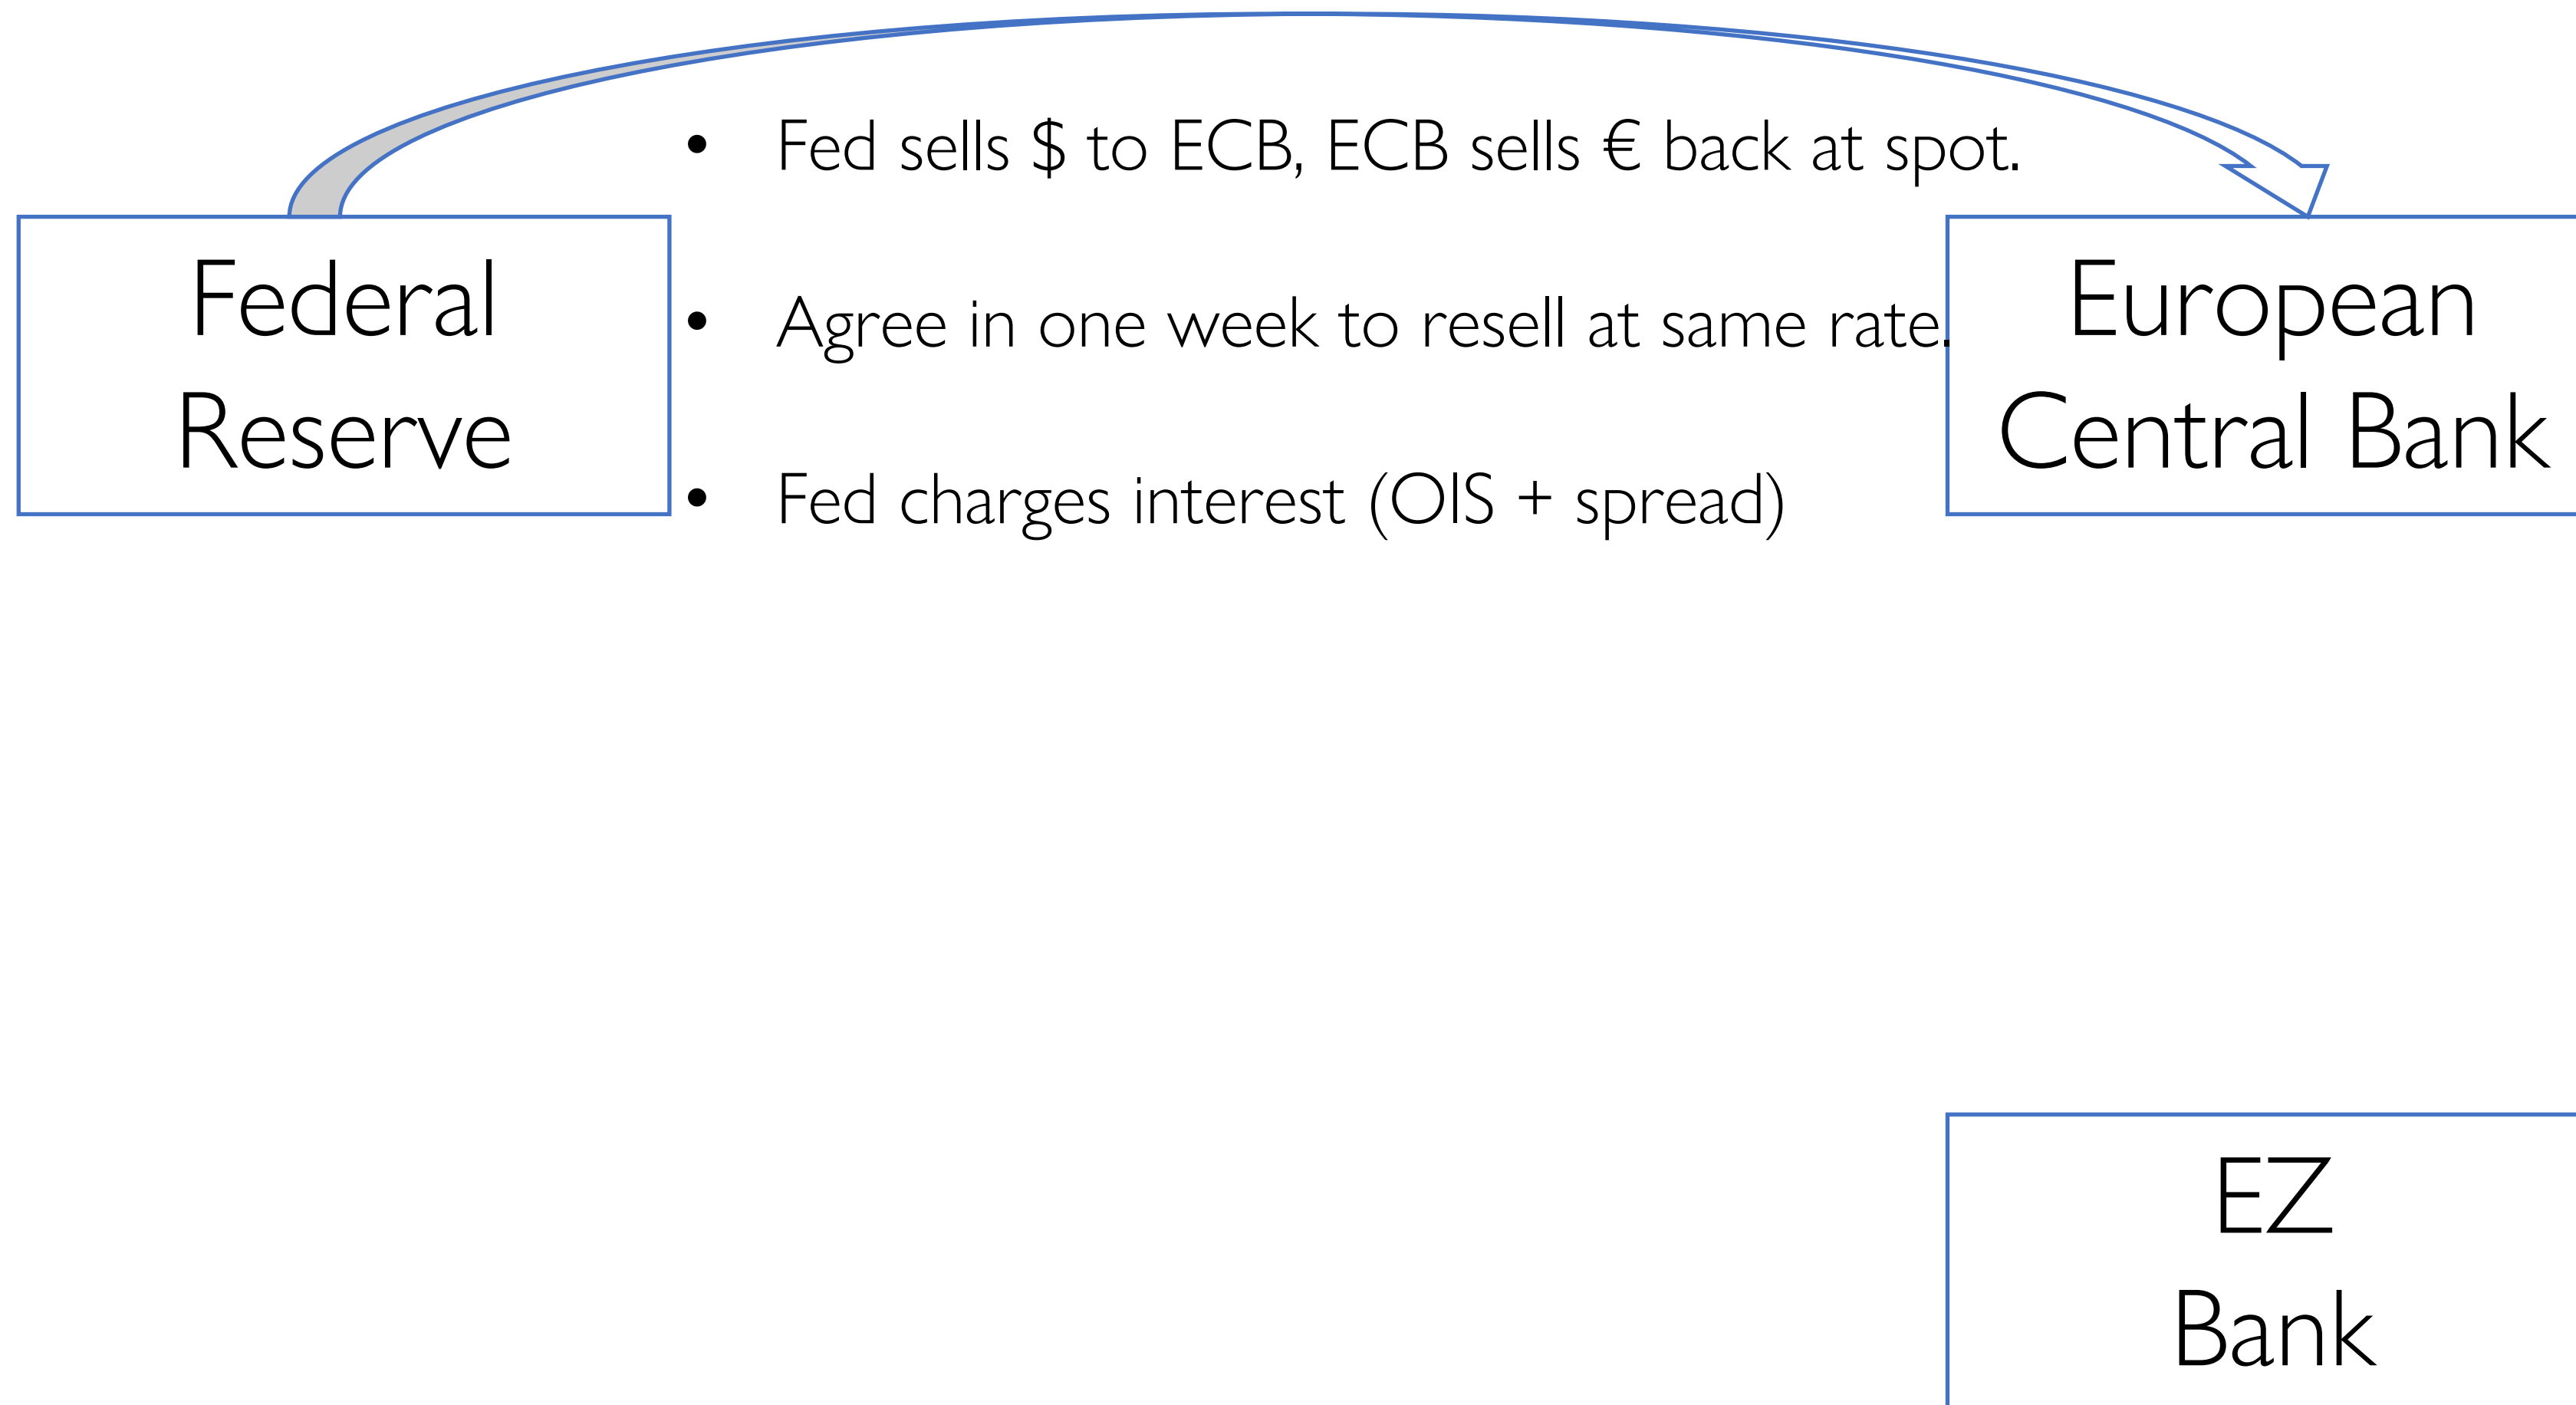 • Fed sells $ to ECB, ECB sells € back at spot.
Federal
Reserve
• Agree in one week to resell at same rate.
• Fed charges interest (OIS + spread)
European
Central Bank
EZ
Bank